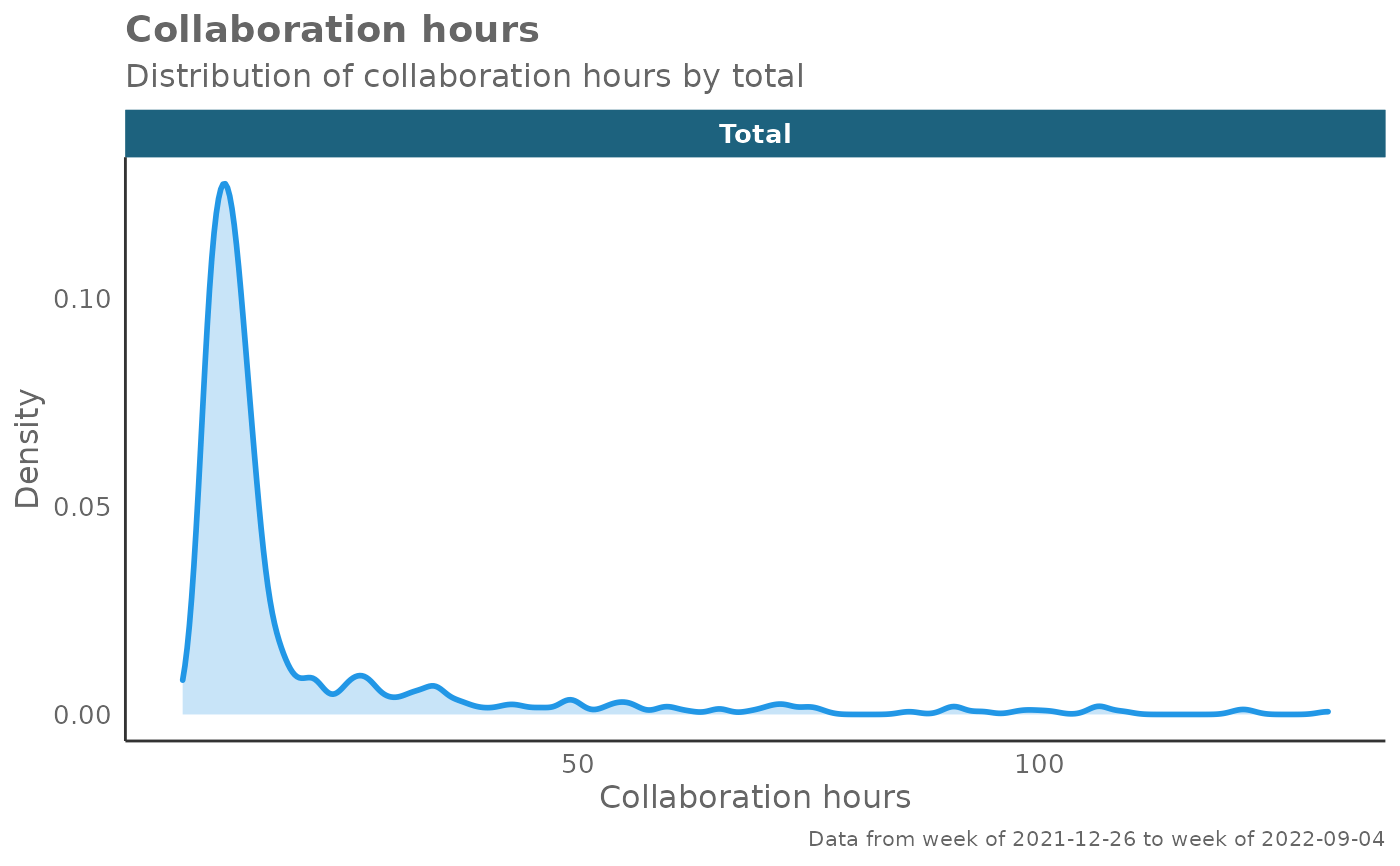 Collaboration hours
Distribution of collaboration hours by total
Total
Density
0.10
0.05
0.00
50
100
Collaboration hours
Data from week of 2021-12-26 to week of 2022-09-04